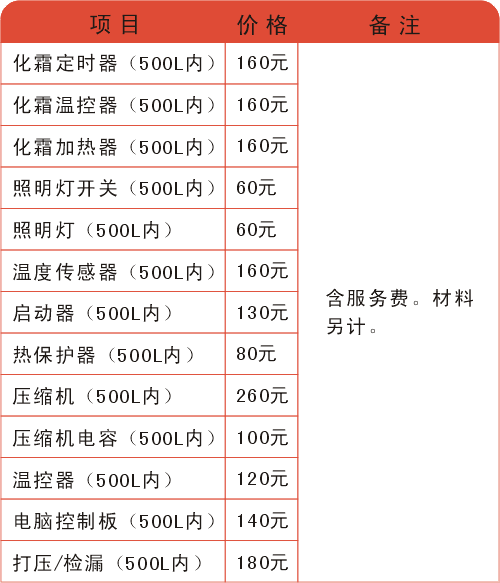 项目 价格 备注
化霜定时器（500L内） 160元
化霜温控器（500L内） 160元
化霜加热器（500L内） 160元
照明灯开关（500L内） 60元
照明灯（500L内） 60元
温度传感器（500L内） 160元
启动器（500L内） 130元
热保护器（500L内） 80元
压缩机（500L内） 260元
压缩机电容（500L内） 100元
温控器（500L内） 120元
电脑控制板（500L内） 140元
打压/检漏（500L内） 180元
含服务费。材料
另计。